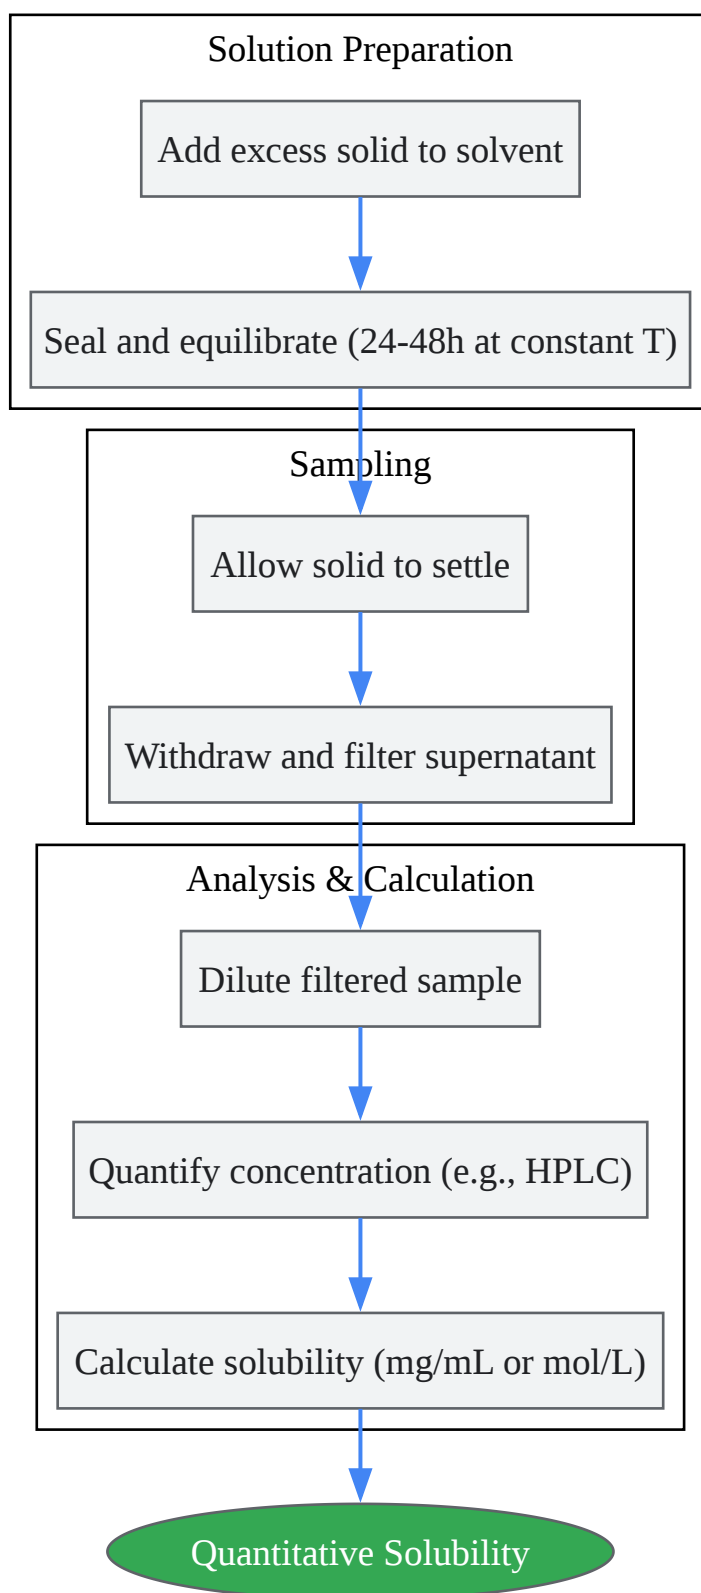 Solution Preparation
Add excess solid to solvent
Seal and equilibrate (24-48h at constant T)
Sampling
Allow solid to settle
Withdraw and filter supernatant
Analysis & Calculation
Dilute filtered sample
Quantify concentration (e.g., HPLC)
Calculate solubility (mg/mL or mol/L)
Quantitative Solubility